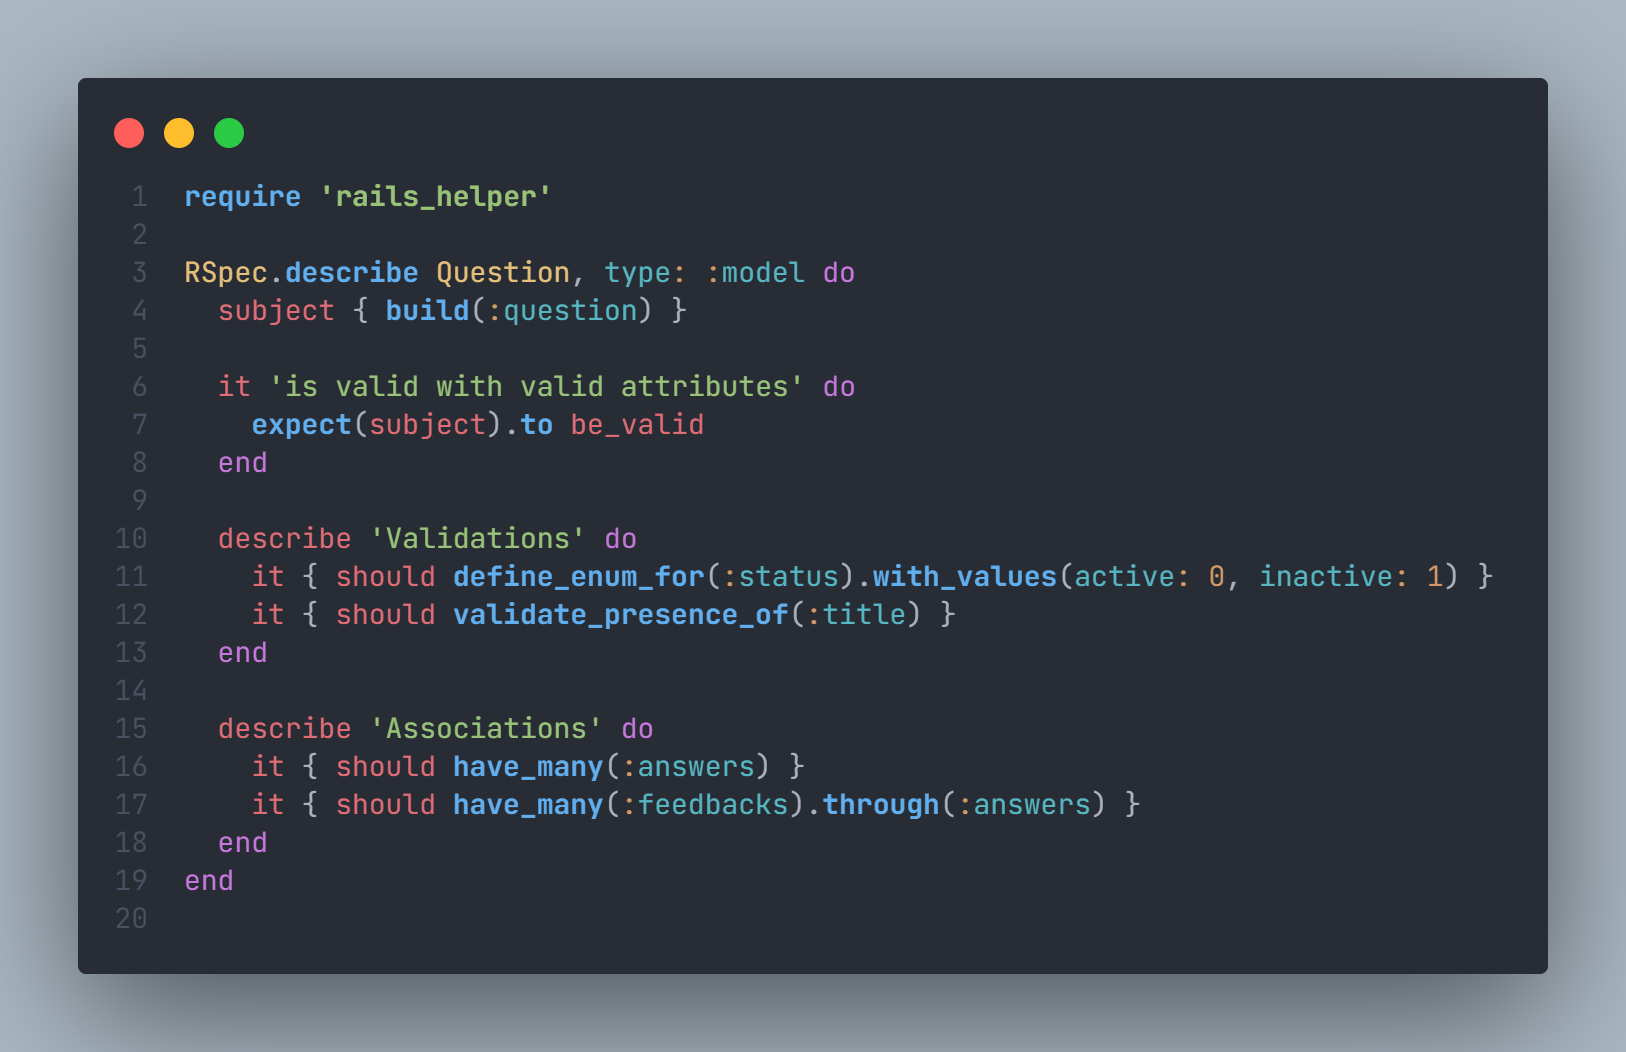 1 require 'rails_helper'
2
3 RSpec.describe Question, type: :model do
4   subject { build(:question) }
5
6   it 'is valid with valid attributes' do
7     expect(subject).to be_valid
8   end
9
10   describe 'Validations' do
11     it { should define_enum_for(:status).with_values(active: 0, inactive: 1) }
12     it { should validate_presence_of(:title) }
13   end
14
15   describe 'Associations' do
16     it { should have_many(:answers) }
17     it { should have_many(:feedbacks).through(:answers) }
18   end
19 end
20